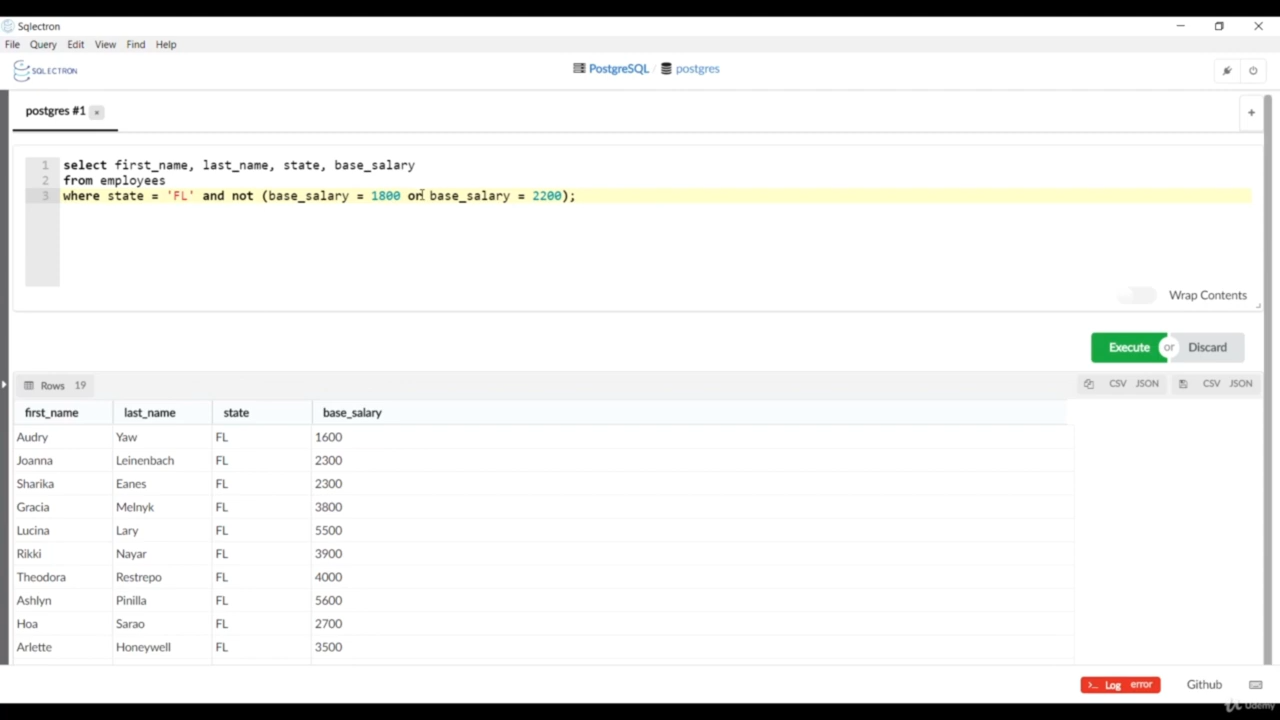 Sqlectron
File Query Edit View Find Help
SQLECTRON
PostgreSQL / postgres
postgres #1 ×
+
1 select first_name, last_name, state, base_salary
2 from employees
3 where state = 'FL' and not (base_salary = 1800 or base_salary = 2200);
Wrap Contents
Execute or Discard
Rows 19 CSV JSON CSV JSON
first_name last_name state base_salary
Audry Yaw FL 1600
Joanna Leinenbach FL 2300
Sharika Eanes FL 2300
Gracia Melnyk FL 3800
Lucina Lary FL 5500
Rikki Nayar FL 3900
Theodora Restrepo FL 4000
Ashlyn Pinilla FL 5600
Hoa Sarao FL 2700
Arlette Honeywell FL 3500
>_ Log error Github
Udemy